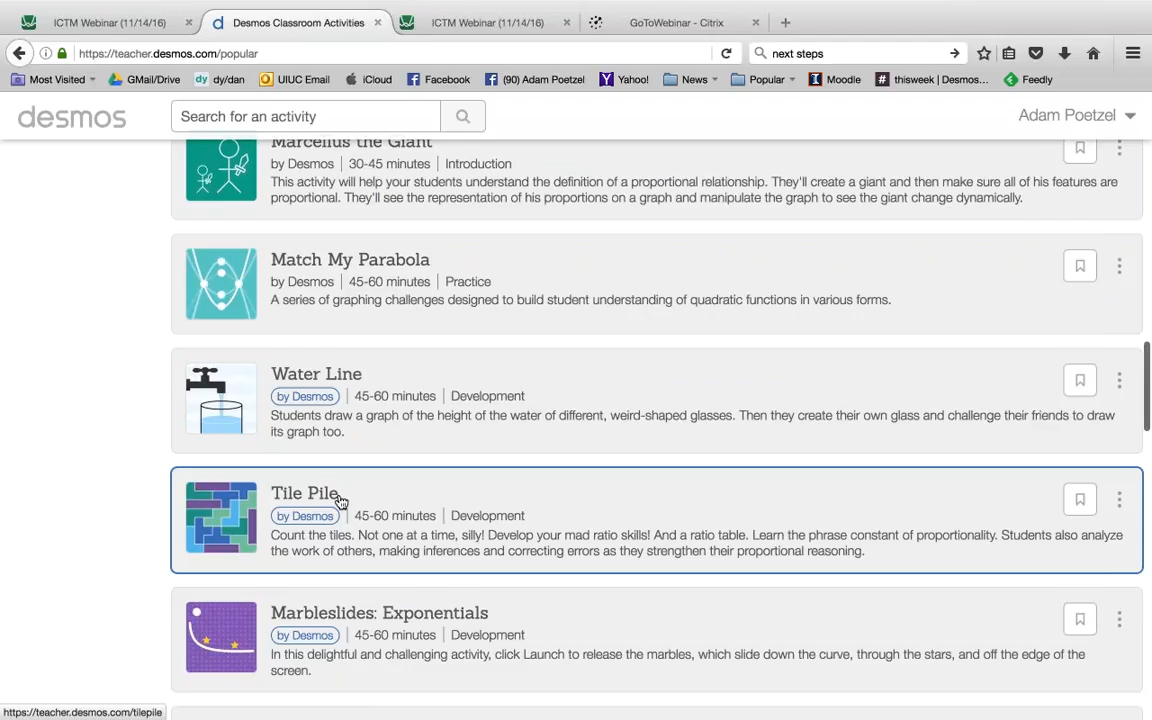 ICTM Webinar (11/14/16)
Desmos Classroom Activities
ICTM Webinar (11/14/16)
GoToWebinar - Citrix
https://teacher.desmos.com/popular
next steps
Most Visited
GMail/Drive
dy/dan
UIUC Email
iCloud
Facebook
(90) Adam Poetzel
Yahoo!
News
Popular
Moodle
thisweek | Desmos...
Feedly
desmos
Search for an activity
Adam Poetzel
Marcellus the Giant
by Desmos | 30-45 minutes | Introduction
This activity will help your students understand the definition of a proportional relationship. They'll create a giant and then make sure all of his features are
proportional. They'll see the representation of his proportions on a graph and manipulate the graph to see the giant change dynamically.
Match My Parabola
by Desmos | 45-60 minutes | Practice
A series of graphing challenges designed to build student understanding of quadratic functions in various forms.
Water Line
by Desmos | 45-60 minutes | Development
Students draw a graph of the height of the water of different, weird-shaped glasses. Then they create their own glass and challenge their friends to draw
its graph too.
Tile Pile
by Desmos | 45-60 minutes | Development
Count the tiles. Not one at a time, silly! Develop your mad ratio skills! And a ratio table. Learn the phrase constant of proportionality. Students also analyze
the work of others, making inferences and correcting errors as they strengthen their proportional reasoning.
Marbleslides: Exponentials
by Desmos | 45-60 minutes | Development
In this delightful and challenging activity, click Launch to release the marbles, which slide down the curve, through the stars, and off the edge of the
screen.
https://teacher.desmos.com/tilepile